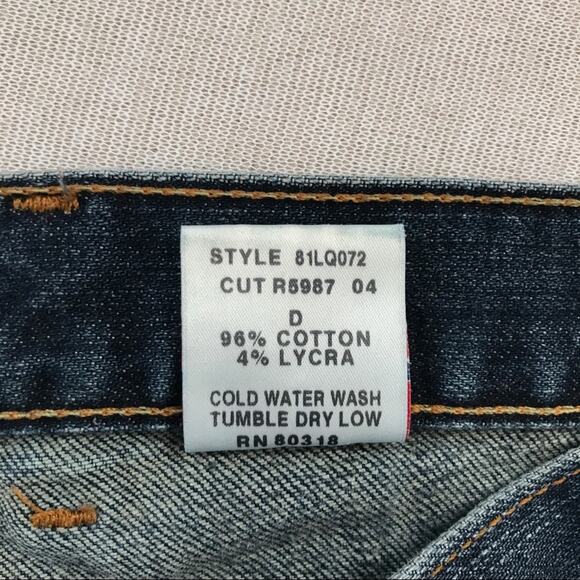 STYLE 81LQ072
CUT R5987 04
D
96% COTTON
4% LYCRA
COLD WATER WASH
TUMBLE DRY LOW
RN 80318